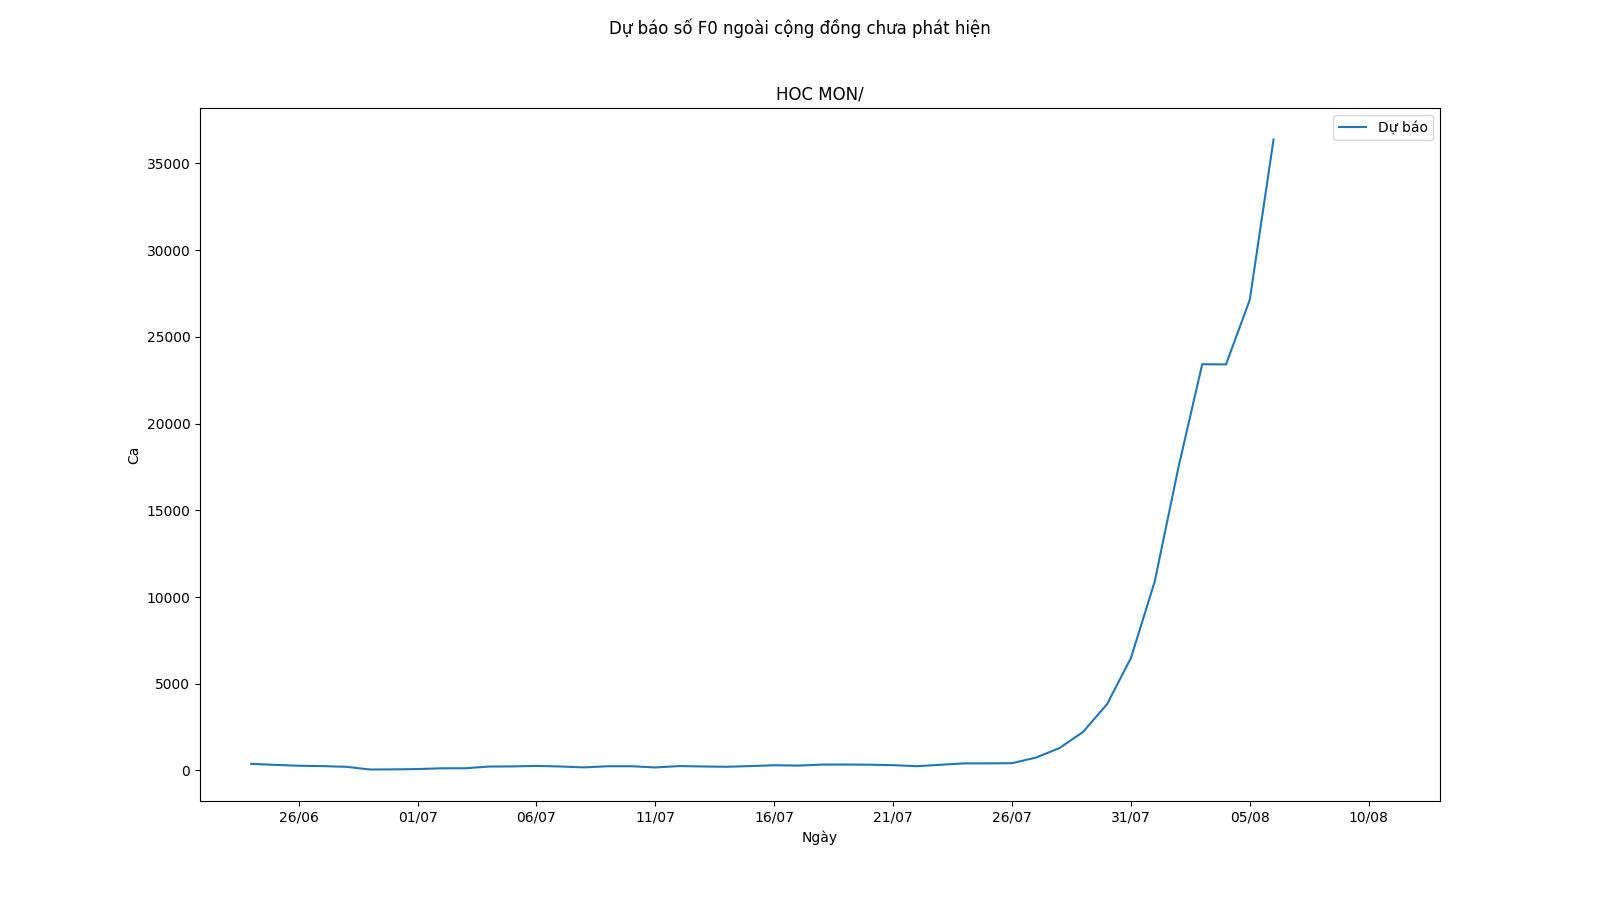 Dự báo số F0 ngoài cộng đồng chưa phát hiện
HOC MON/
Dự báo
35000
30000
25000
20000
15000
10000
5000
0
Ca
26/06 01/07 06/07 11/07 16/07 21/07 26/07 31/07 05/08 10/08
Ngày